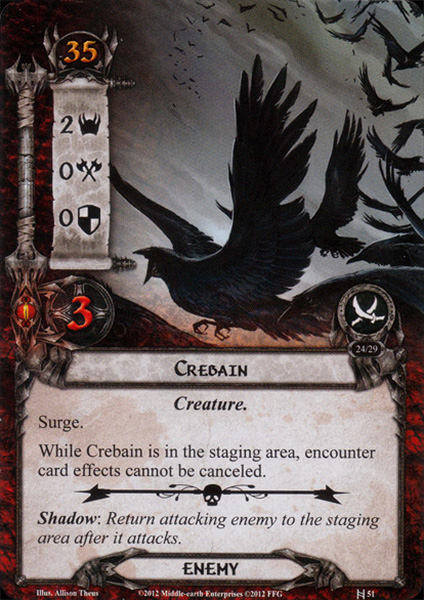 35
2
0
0
3
24/29
CREBAIN
Creature.
Surge.
While Crebain is in the staging area, encounter
card effects cannot be canceled.
Shadow: Return attacking enemy to the staging
area after it attacks.
ENEMY
Illus. Allison Theus ©2012 Middle-earth Enterprises ©2012 FFG 51